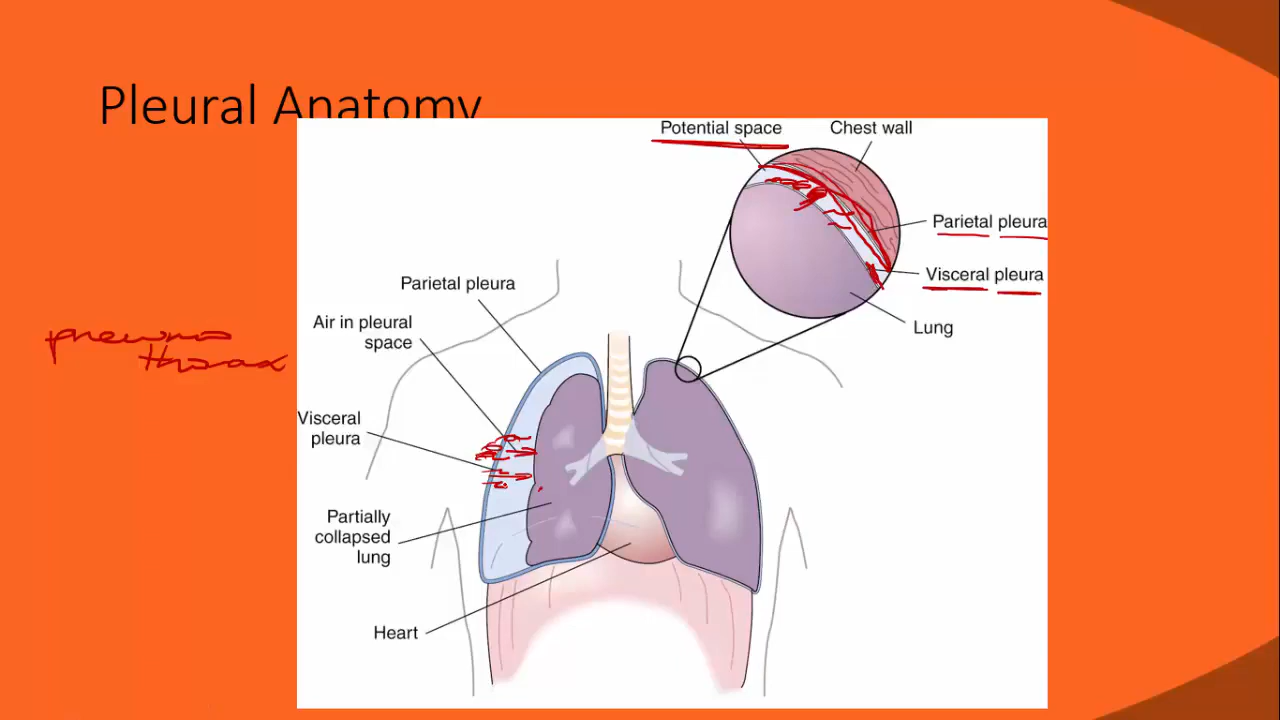 Pleural Anatomy
Potential space
Chest wall
Parietal pleura
Visceral pleura
Lung
Parietal pleura
Air in pleural
space
pneumo
thorax
Visceral
pleura
Partially
collapsed
lung
Heart